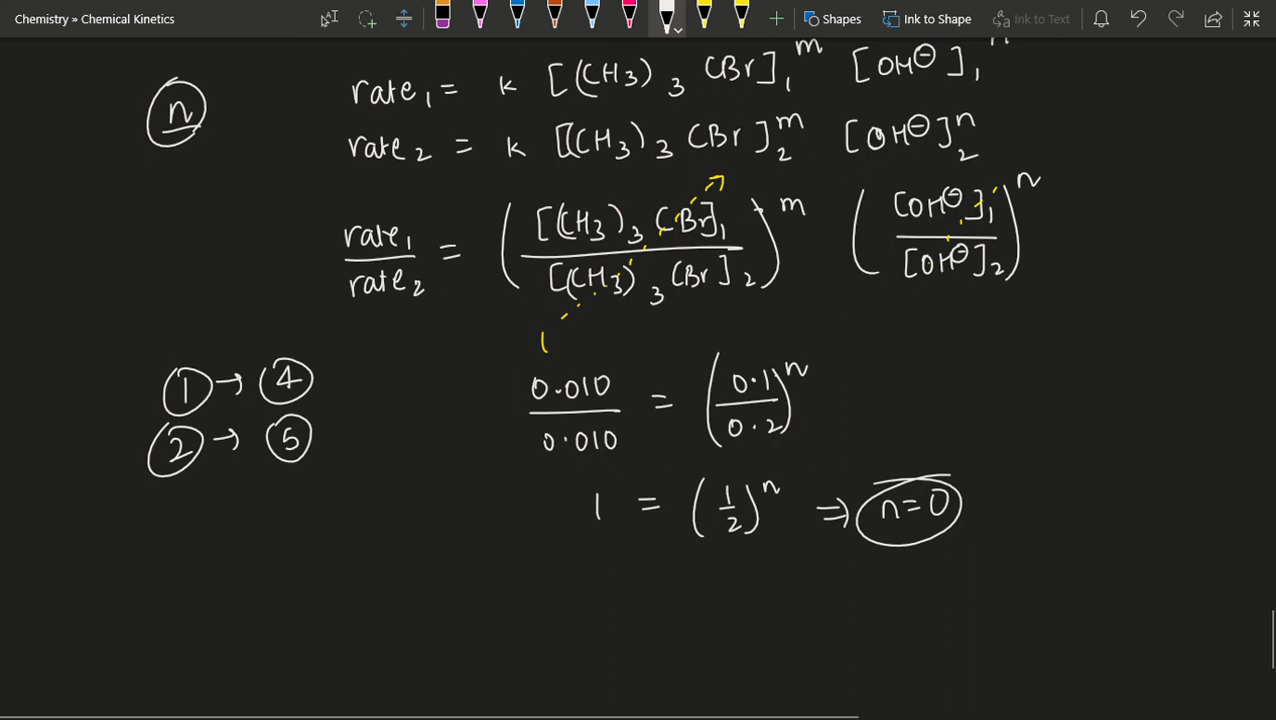 Chemistry » Chemical Kinetics
Shapes
Ink to Shape
Ink to Text
n
rate₁ = k [(CH3)3 CBr]₁^m [OH⊖]₁^n
rate₂ = k [(CH3)3 CBr]₂^m [OH⊖]₂^n
rate₁/rate₂ = ([(CH3)3 CBr]₁/[(CH3)3 CBr]₂)^m ([OH⊖]₁/[OH⊖]₂)^n
1
1 → 4
2 → 5
0.010/0.010 = (0.1/0.2)^n
1 = (1/2)^n ⇒ n=0